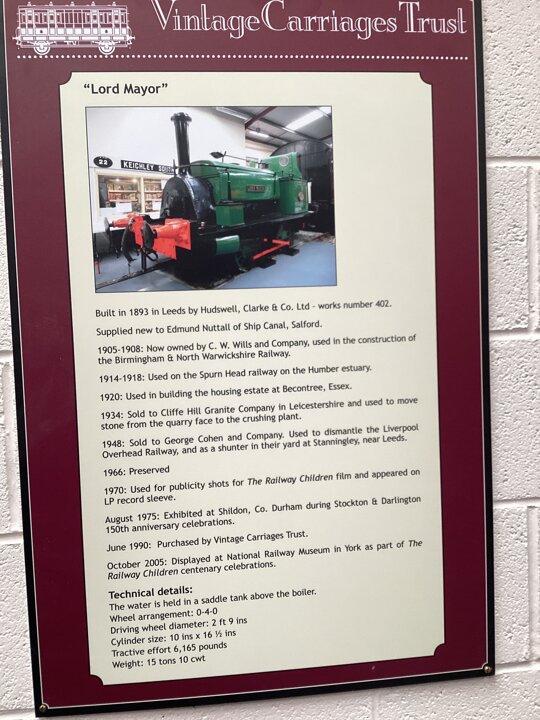 Vintage Carriages Trust
"Lord Mayor"
22
KEIGHLEY SOUTH
Built in 1893 in Leeds by Hudswell, Clarke & Co. Ltd - works number 402.
Supplied new to Edmund Nuttall of Ship Canal, Salford.
1905-1908: Now owned by C. W. Wills and Company, used in the construction of
the Birmingham & North Warwickshire Railway.
1914-1918: Used on the Spurn Head railway on the Humber estuary.
1920: Used in building the housing estate at Becontree, Essex.
1934: Sold to Cliffe Hill Granite Company in Leicestershire and used to move
stone from the quarry face to the crushing plant.
1948: Sold to George Cohen and Company. Used to dismantle the Liverpool
Overhead Railway, and as a shunter in their yard at Stanningley, near Leeds.
1966: Preserved
1970: Used for publicity shots for The Railway Children film and appeared on
LP record sleeve.
August 1975: Exhibited at Shildon, Co. Durham during Stockton & Darlington
150th anniversary celebrations.
June 1990: Purchased by Vintage Carriages Trust.
October 2005: Displayed at National Railway Museum in York as part of The
Railway Children centenary celebrations.
Technical details:
The water is held in a saddle tank above the boiler.
Wheel arrangement: 0-4-0
Driving wheel diameter: 2 ft 9 ins
Cylinder size: 10 ins x 16 ½ ins
Tractive effort 6,165 pounds
Weight: 15 tons 10 cwt